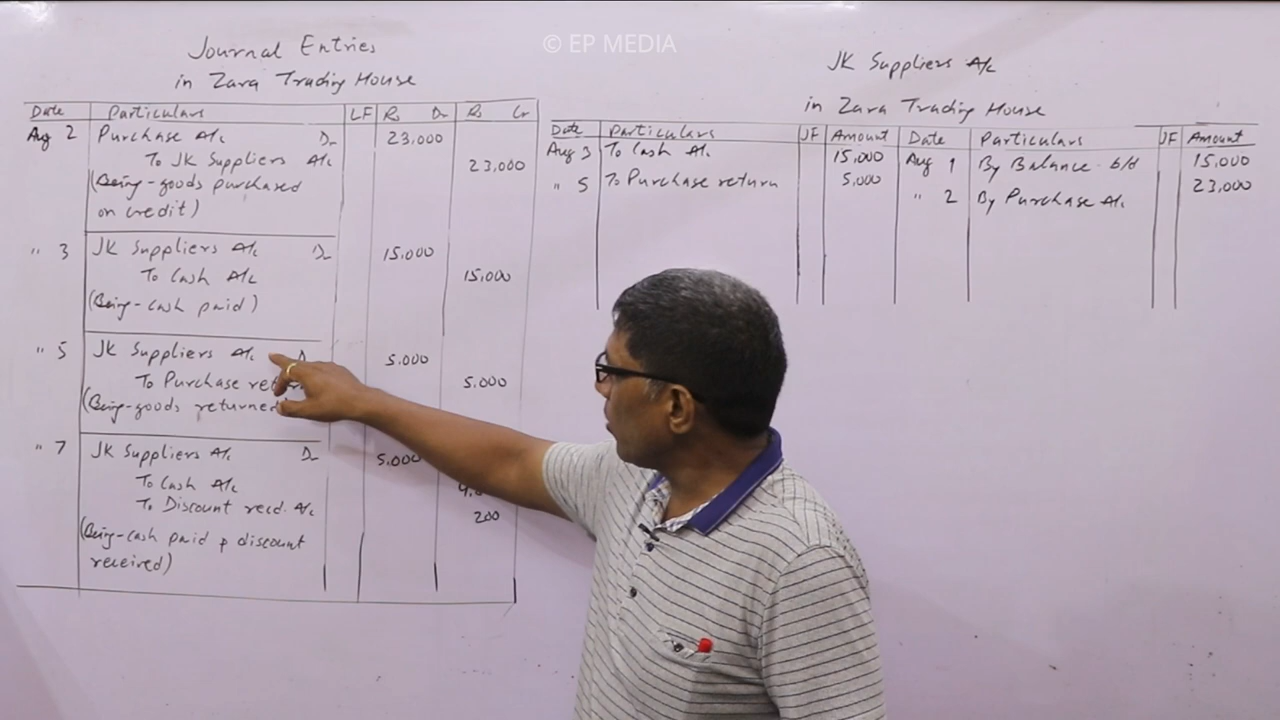 © EP MEDIA
Journal Entries
in Zara Trading House
Date Particulars LF Rs Dr Rs Cr
Aug 2 Purchase A/c Dr 23,000
To JK Suppliers A/c 23,000
(Being goods purchased
on credit)
" 3 JK Suppliers A/c Dr 15,000
To Cash A/c 15,000
(Being cash paid)
" 5 JK Suppliers A/c 5,000
To Purchase 5,000
(Being goods returned
" 7 JK Suppliers A/c Dr 5,000
To Cash A/c
To Discount recd. A/c 200
(Being cash paid & discount
received)
JK Suppliers A/c
in Zara Trading House
Date Particulars JF Amount Date Particulars JF Amount
Aug 3 To Cash A/c 15,000 Aug 1 By Balance b/d 15,000
" 5 To Purchase return 5,000 " 2 By Purchase A/c 23,000